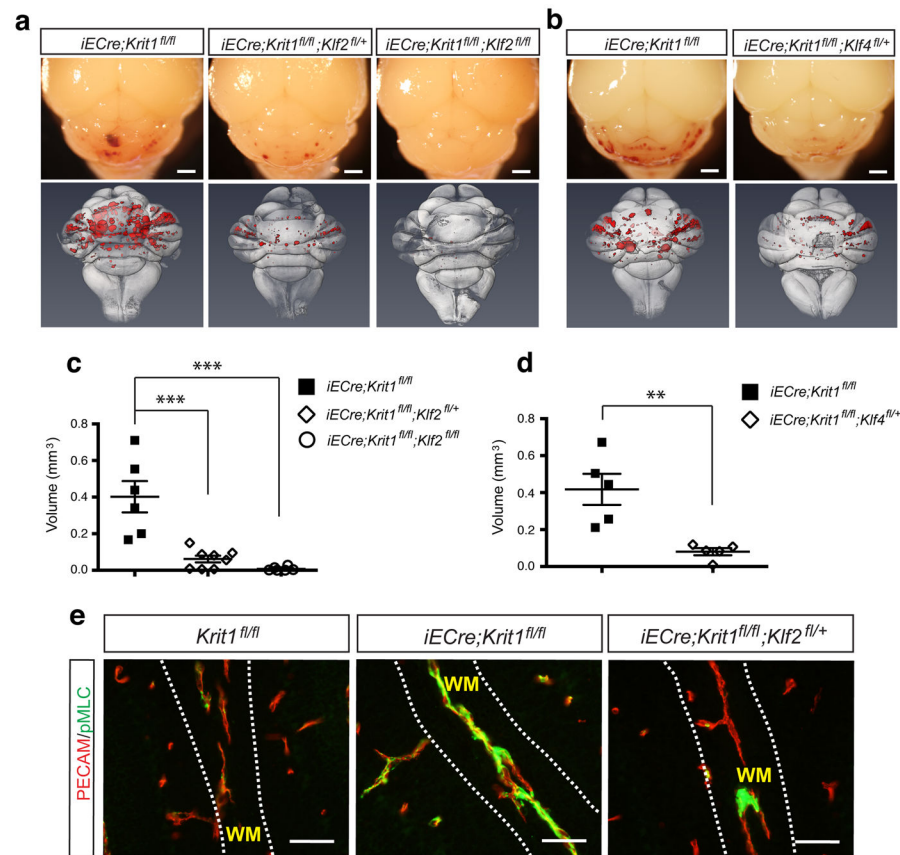 a
iECre;Krit1fl/fl
iECre;Krit1fl/fl;Klf2fl/+
iECre;Krit1fl/fl;Klf2fl/fl
b
iECre;Krit1fl/fl
iECre;Krit1fl/fl;Klf4fl/+
c
***
***
iECre;Krit1fl/fl
iECre;Krit1fl/fl;Klf2fl/+
iECre;Krit1fl/fl;Klf2fl/fl
Volume (mm3)
0.8
0.6
0.4
0.2
0.0
d
**
iECre;Krit1fl/fl
iECre;Krit1fl/fl;Klf4fl/+
Volume (mm3)
0.8
0.6
0.4
0.2
0.0
e
Krit1fl/fl
iECre;Krit1fl/fl
iECre;Krit1fl/fl;Klf2fl/+
PECAM/pMLC
WM
WM
WM